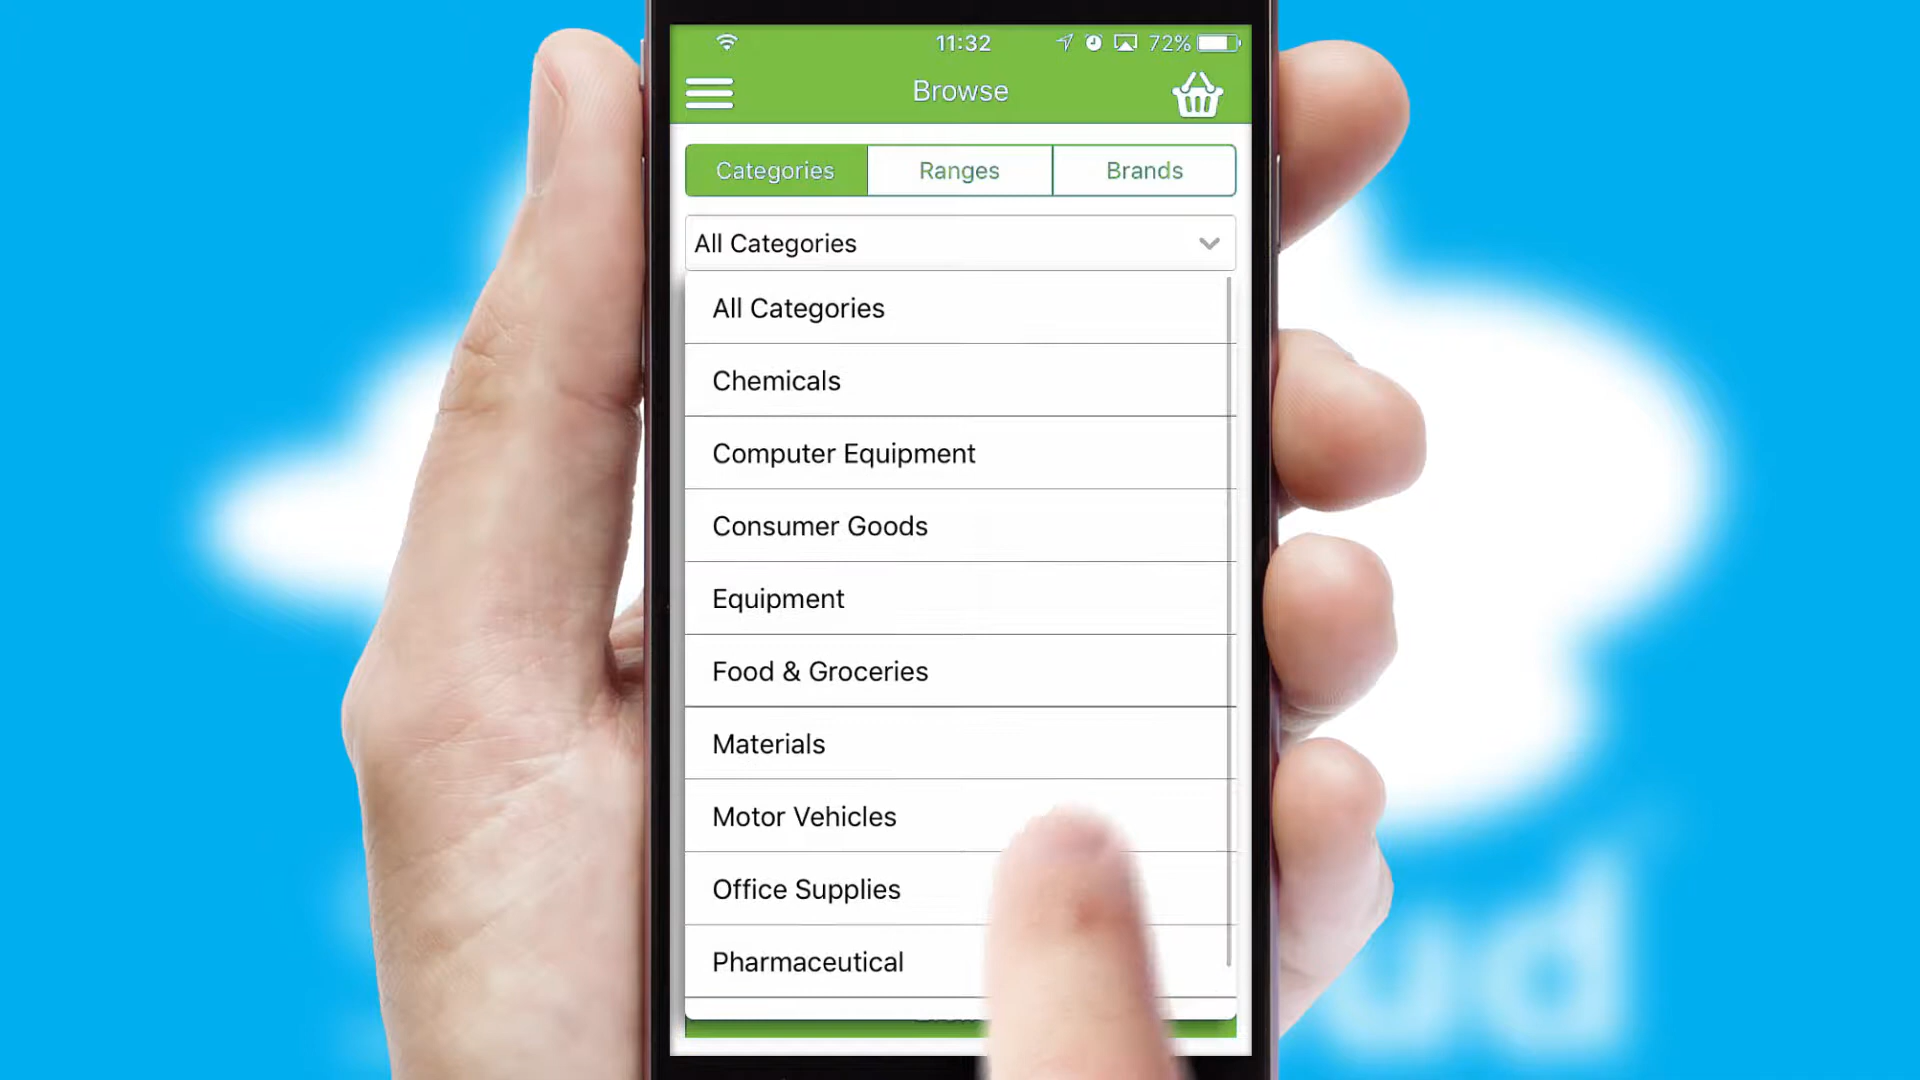 11:32 72%
Browse
Categories Ranges Brands
All Categories
All Categories
Chemicals
Computer Equipment
Consumer Goods
Equipment
Food & Groceries
Materials
Motor Vehicles
Office Supplies
Pharmaceutical